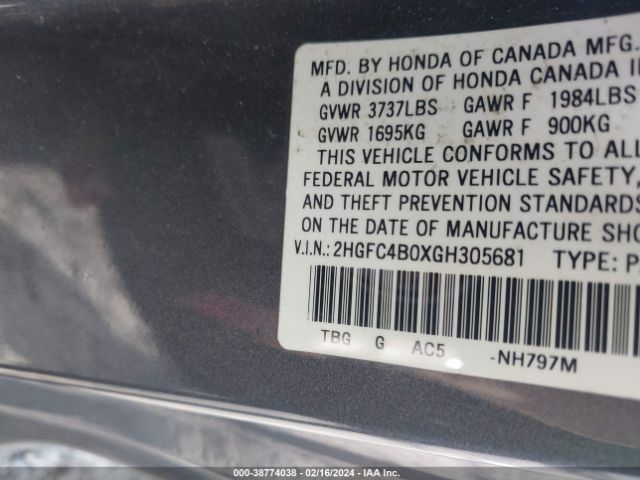 MFD. BY HONDA OF CANADA MFG.
A DIVISION OF HONDA CANADA
GVWR 3737LBS GAWR F 1984LBS
GVWR 1695KG GAWR F 900KG
THIS VEHICLE CONFORMS TO ALL
FEDERAL MOTOR VEHICLE SAFETY,
AND THEFT PREVENTION STANDARDS
ON THE DATE OF MANUFACTURE
V.I.N.: 2HGFC4B0XGH305681 TYPE:
TBG G AC5 -NH797M
000-38774038 - 02/16/2024 - IAA Inc.